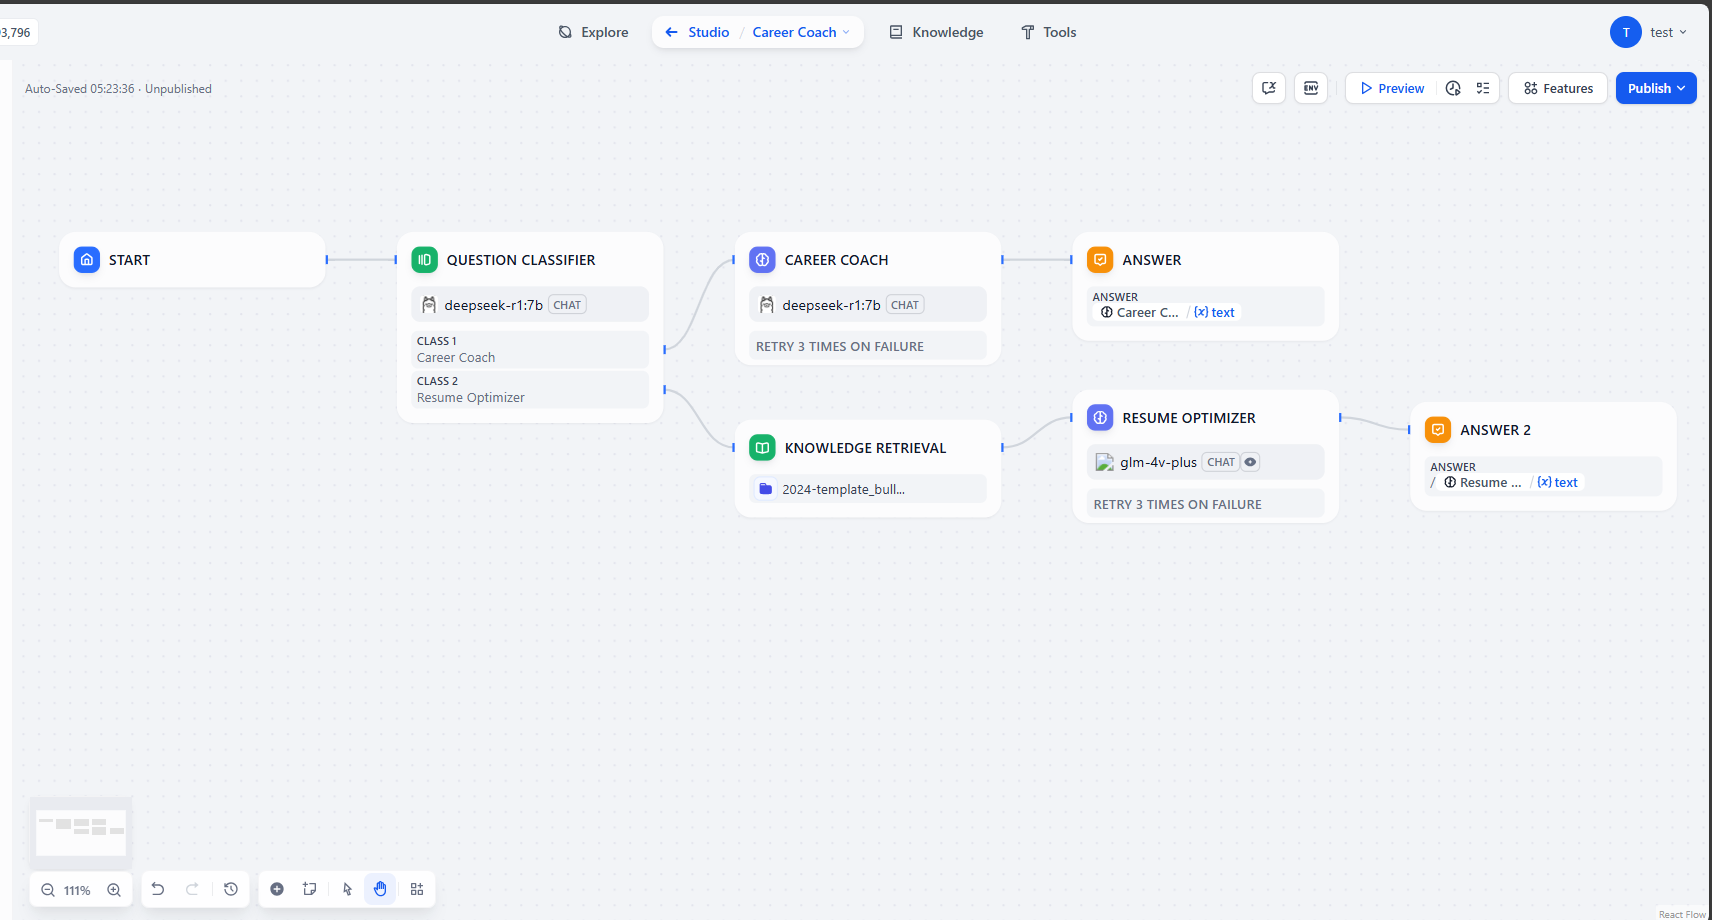 3,796
Explore
Studio / Career Coach
Knowledge
Tools
T
test
Auto-Saved 05:23:36 · Unpublished
ENV
Preview
Features
Publish
START
QUESTION CLASSIFIER
deepseek-r1:7b CHAT
CLASS 1
Career Coach
CLASS 2
Resume Optimizer
CAREER COACH
deepseek-r1:7b CHAT
RETRY 3 TIMES ON FAILURE
ANSWER
ANSWER
Career C... / {x} text
KNOWLEDGE RETRIEVAL
2024-template_bull...
RESUME OPTIMIZER
glm-4v-plus CHAT
RETRY 3 TIMES ON FAILURE
ANSWER 2
ANSWER
/ Resume ... / {x} text
111%
React Flow